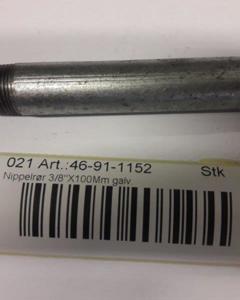 021 Art.:46-91-1152 Stk
Nippelrør 3/8"X100Mm galv.